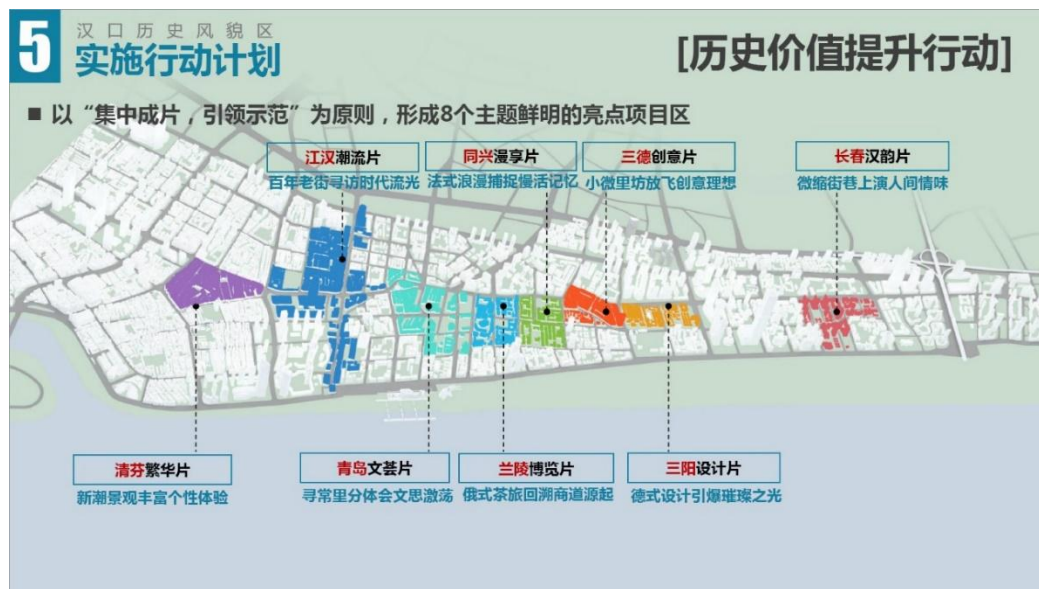 5
汉口历史风貌区
实施行动计划
[历史价值提升行动]
■ 以“集中成片，引领示范”为原则，形成8个主题鲜明的亮点项目区
江汉潮流片
百年老街寻访时代流光
同兴漫享片
法式浪漫捕捉慢活记忆
三德创意片
小微里坊放飞创意理想
长春汉韵片
微缩街巷上演人间情味
清芬繁华片
新潮景观丰富个性体验
青岛文荟片
寻常里分体会文思激荡
兰陵博览片
俄式茶旅回溯商道源起
三阳设计片
德式设计引爆璀璨之光